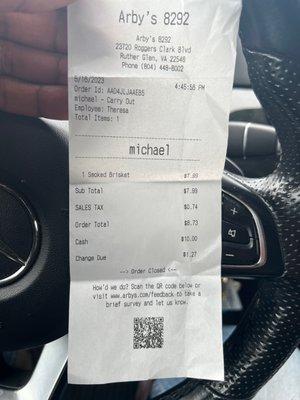 Arby's 8292
Arby's 8292
23720 Roggers Clark Blvd
Ruther Glen, VA 22546
Phone (804) 448-8002
6/16/2023 4:45:56 PM
Order Id: AAD4JLJAAEB5
michael - Carry Out
Employee: Theresa
Total Items: 1
michael
1 Smoked Brisket $7.99
Sub Total $7.99
SALES TAX $0.74
Order Total $8.73
Cash $10.00
Change Due $1.27
--> Order Closed <--
How'd we do? Scan the QR code below or
visit www.arbys.com/feedback to take a
brief survey and let us know.